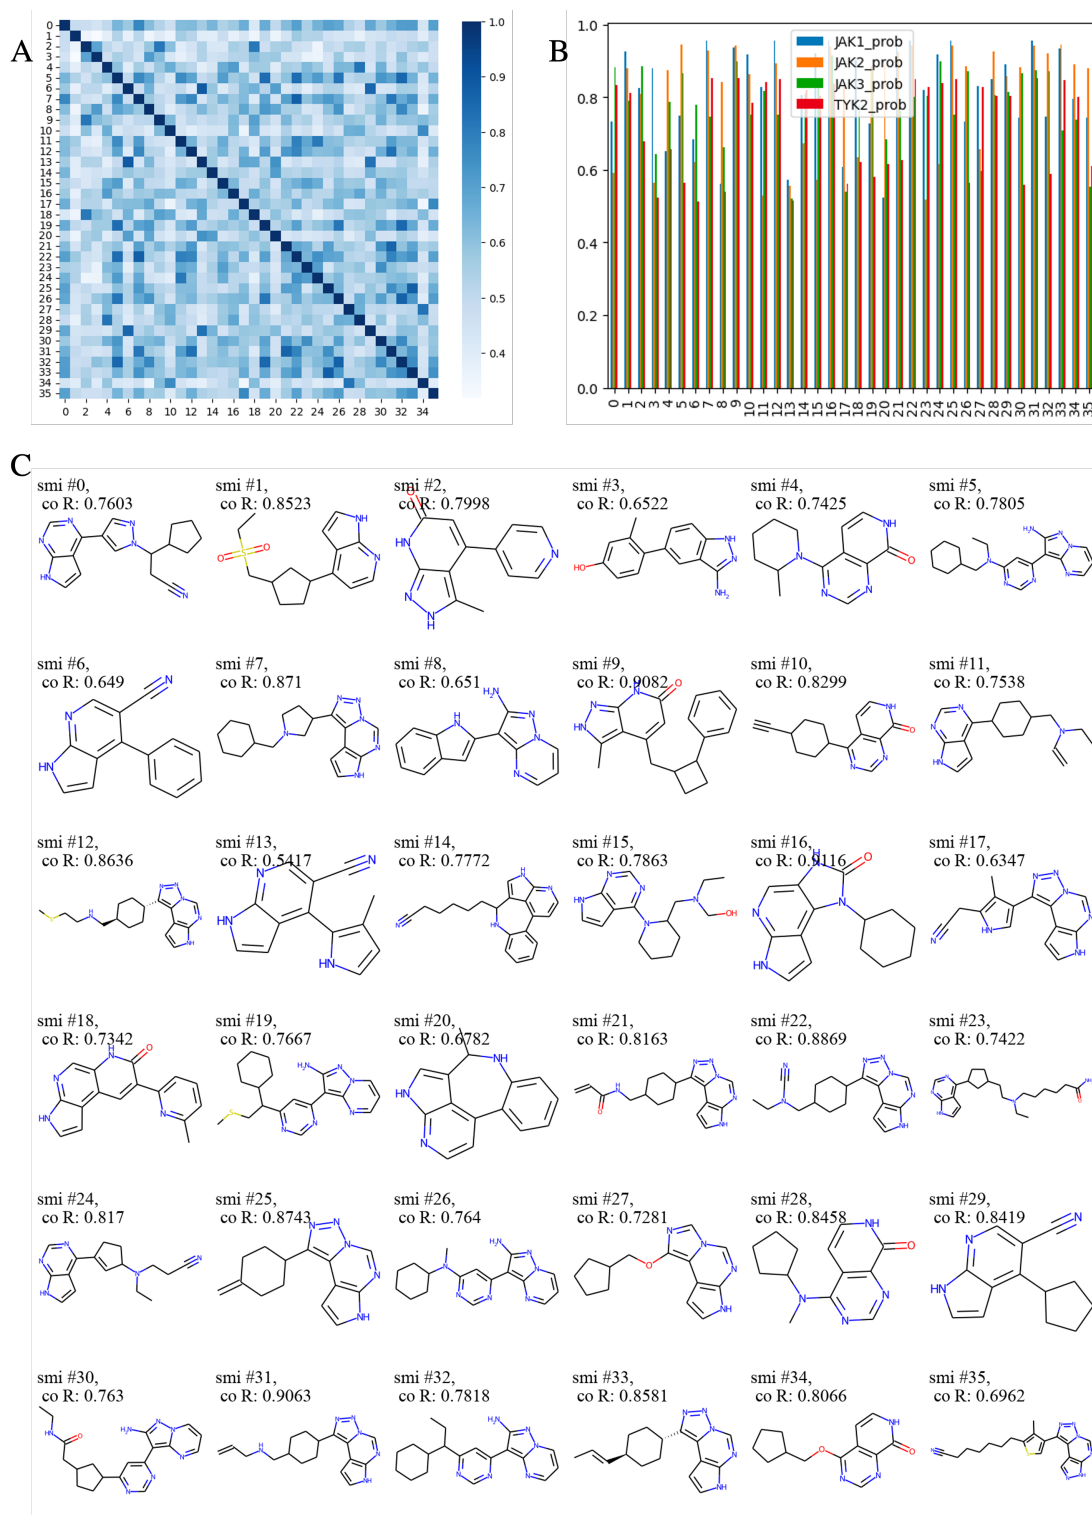 A
0
1
2
3
4
5
6
7
8
9
10
11
12
13
14
15
16
17
18
19
20
21
22
23
24
25
26
27
28
29
30
31
32
33
34
35
0 2 4 6 8 10 12 14 16 18 20 22 24 26 28 30 32 34
1.0
0.9
0.8
0.7
0.6
0.5
0.4
B
1.0
0.8
0.6
0.4
0.2
0.0
JAK1_prob
JAK2_prob
JAK3_prob
TYK2_prob
0 1 2 3 4 5 6 7 8 9 10 11 12 13 14 15 16 17 18 19 20 21 22 23 24 25 26 27 28 29 30 31 32 33 34 35
C
smi #0,
co R: 0.7603
smi #1,
co R: 0.8523
smi #2,
co R: 0.7998
smi #3,
co R: 0.6522
smi #4,
co R: 0.7425
smi #5,
co R: 0.7805
smi #6,
co R: 0.649
smi #7,
co R: 0.871
smi #8,
co R: 0.651
smi #9,
co R: 0.9082
smi #10,
co R: 0.8299
smi #11,
co R: 0.7538
smi #12,
co R: 0.8636
smi #13,
co R: 0.5417
smi #14,
co R: 0.7772
smi #15,
co R: 0.7863
smi #16,
co R: 0.9116
smi #17,
co R: 0.6347
smi #18,
co R: 0.7342
smi #19,
co R: 0.7667
smi #20,
co R: 0.6782
smi #21,
co R: 0.8163
smi #22,
co R: 0.8869
smi #23,
co R: 0.7422
smi #24,
co R: 0.817
smi #25,
co R: 0.8743
smi #26,
co R: 0.764
smi #27,
co R: 0.7281
smi #28,
co R: 0.8458
smi #29,
co R: 0.8419
smi #30,
co R: 0.763
smi #31,
co R: 0.9063
smi #32,
co R: 0.7818
smi #33,
co R: 0.8581
smi #34,
co R: 0.8066
smi #35,
co R: 0.6962